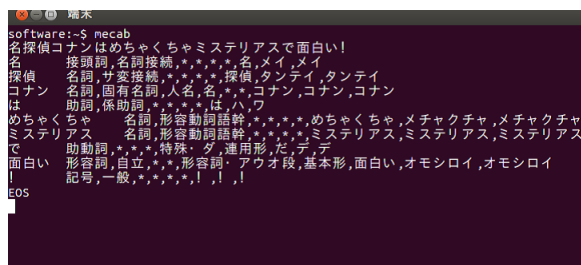 端末
software:~$ mecab
名探偵コナンはめちゃくちゃミステリアスで面白い!
名	接頭詞,名詞接続,*,*,*,*,名,メイ,メイ
探偵	名詞,サ変接続,*,*,*,*,探偵,タンテイ,タンテイ
コナン	名詞,固有名詞,人名,名,*,*,コナン,コナン,コナン
は	助詞,係助詞,*,*,*,*,は,ハ,ワ
めちゃくちゃ	名詞,形容動詞語幹,*,*,*,*,めちゃくちゃ,メチャクチャ,メチャクチャ
ミステリアス	名詞,形容動詞語幹,*,*,*,*,ミステリアス,ミステリアス,ミステリアス
で	助動詞,*,*,*,特殊・ダ,連用形,だ,デ,デ
面白い	形容詞,自立,*,*,形容詞・アウオ段,基本形,面白い,オモシロイ,オモシロイ
!	記号,一般,*,*,*,*,!,!,!
EOS